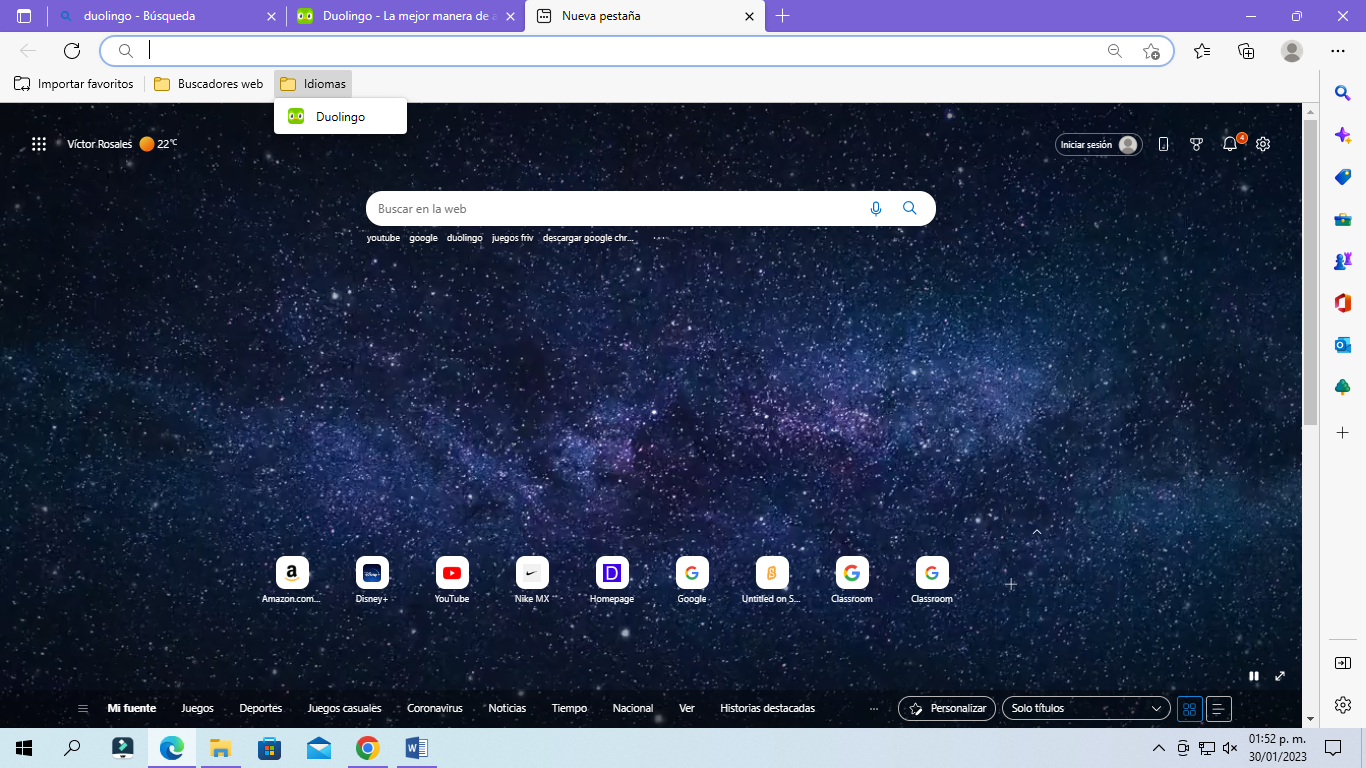 duolingo - Búsqueda
Duolingo - La mejor manera de a
Nueva pestaña
Importar favoritos
Buscadores web
Idiomas
Duolingo
Víctor Rosales
22°C
Iniciar sesión
4
Buscar en la web
youtube google duolingo juegos friv descargar google chr...
a
Disney+
D
Amazon.com...
Disney+
YouTube
Nike MX
Homepage
Google
Untitled on S...
Classroom
Classroom
Mi fuente
Juegos
Deportes
Juegos casuales
Coronavirus
Noticias
Tiempo
Nacional
Ver
Historias destacadas
...
Personalizar
Solo títulos
01:52 p. m.
30/01/2023